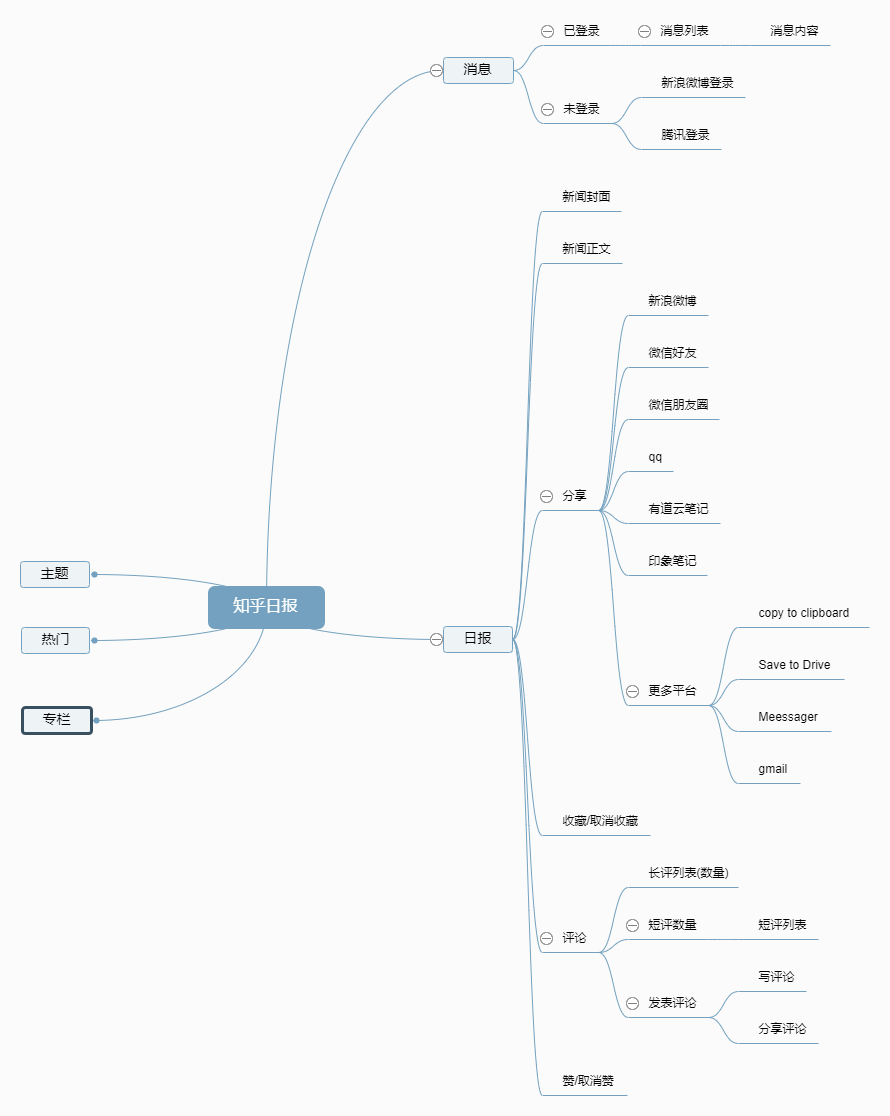 已登录
消息列表
消息内容
消息
新浪微博登录
未登录
腾讯登录
新闻封面
新闻正文
新浪微博
微信好友
微信朋友圈
qq
分享
有道云笔记
印象笔记
主题
知乎日报
copy to clipboard
热门
日报
Save to Drive
更多平台
专栏
Meessager
gmail
收藏/取消收藏
长评列表(数量)
短评数量
短评列表
评论
写评论
发表评论
分享评论
赞/取消赞